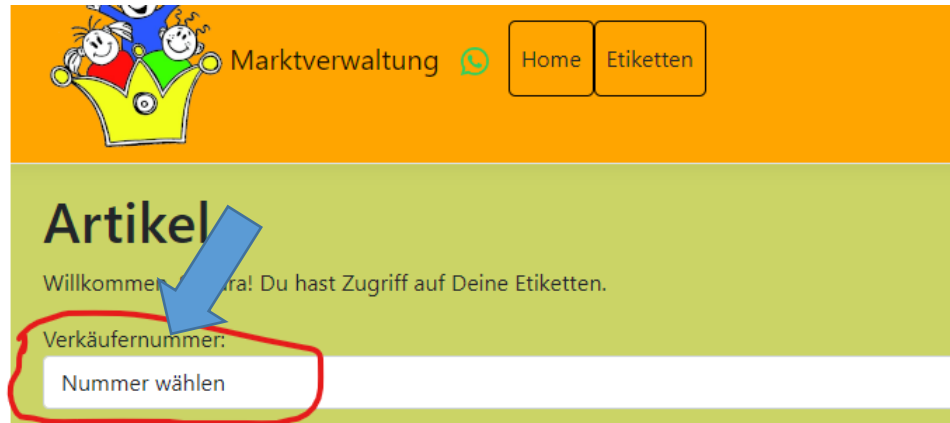 Marktverwaltung Home Etiketten
Artikel
Willkommen Du hast Zugriff auf Deine Etiketten.
Verkäufernummer:
Nummer wählen